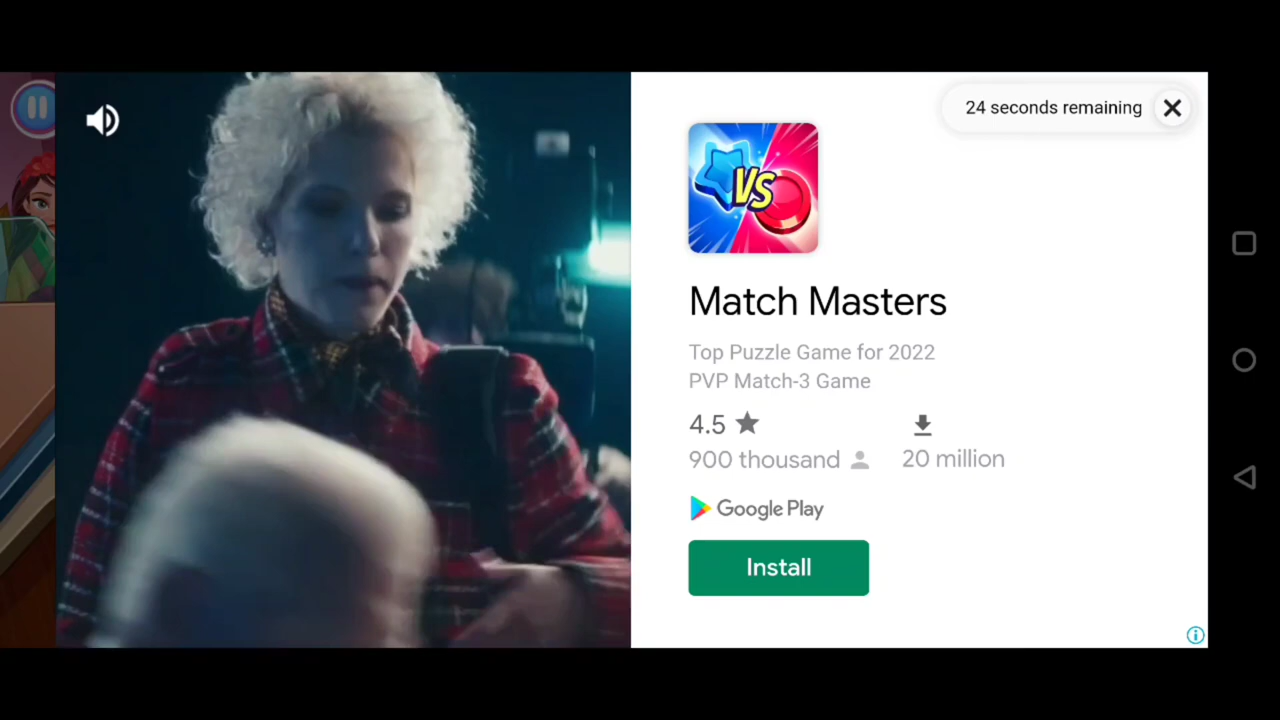 24 seconds remaining
VS
Match Masters
Top Puzzle Game for 2022
PVP Match-3 Game
4.5
900 thousand
20 million
Google Play
Install